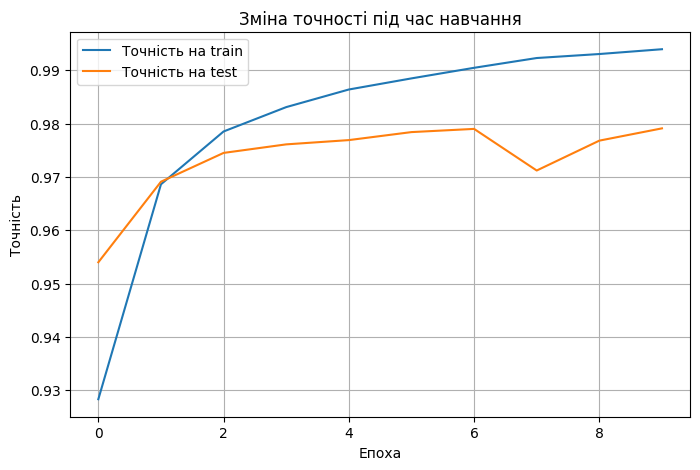 Зміна точності під час навчання
Точність на train
Точність на test
Точність
0.99
0.98
0.97
0.96
0.95
0.94
0.93
0 2 4 6 8
Епоха